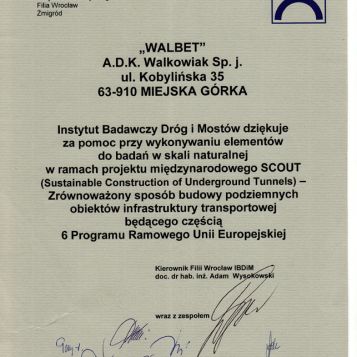 Filia Wrocław
Żmigród
„WALBET”
A.D.K. Walkowiak Sp. j.
ul. Kobylińska 35
63-910 MIEJSKA GÓRKA
Instytut Badawczy Dróg i Mostów dziękuje
za pomoc przy wykonywaniu elementów
do badań w skali naturalnej
w ramach projektu międzynarodowego SCOUT
(Sustainable Construction of Underground Tunnels) –
Zrównoważony sposób budowy podziemnych
obiektów infrastruktury transportowej
będącego częścią
6 Programu Ramowego Unii Europejskiej
Kierownik Filii Wrocław IBDiM
doc. dr hab. inż. Adam Wysokowski
wraz z zespołem